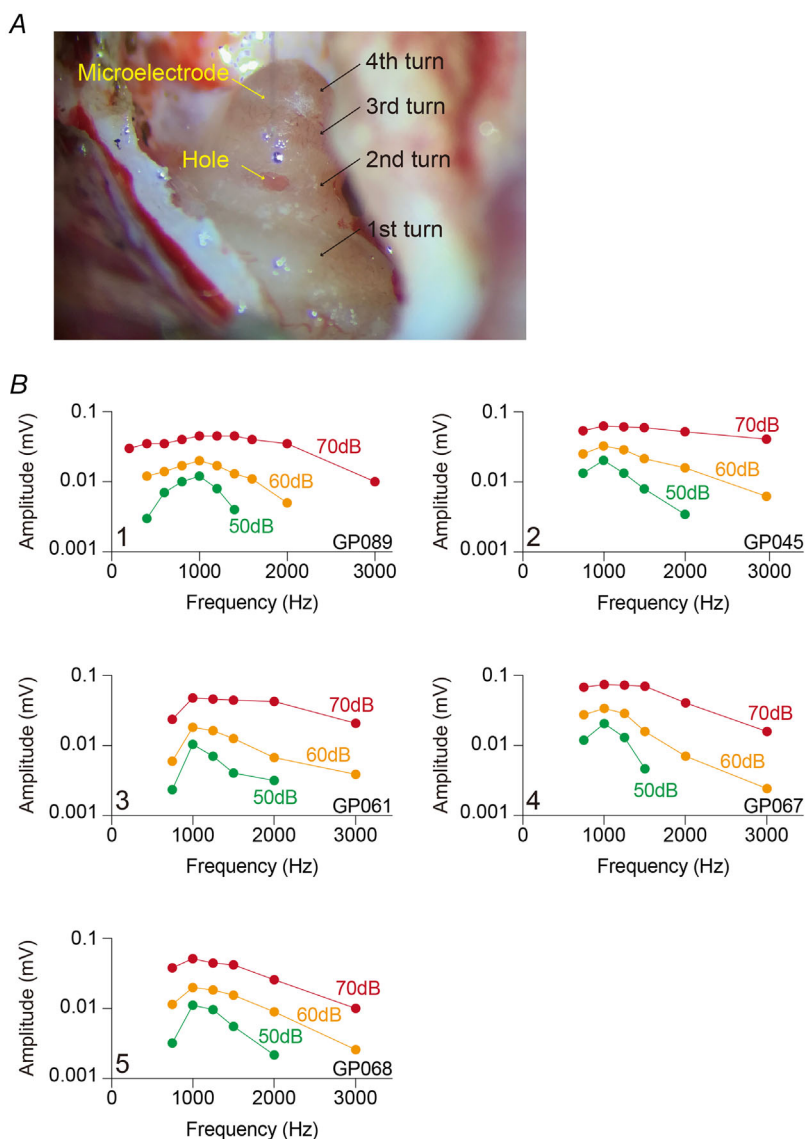 A
Microelectrode
4th turn
3rd turn
Hole
2nd turn
1st turn
B
0.1
0.01
0.001
Amplitude (mV)
70dB
60dB
50dB
1
GP089
0 1000 2000 3000
Frequency (Hz)
0.1
0.01
0.001
Amplitude (mV)
70dB
60dB
50dB
2
GP045
0 1000 2000 3000
Frequency (Hz)
0.1
0.01
0.001
Amplitude (mV)
70dB
60dB
50dB
3
GP061
0 1000 2000 3000
Frequency (Hz)
0.1
0.01
0.001
Amplitude (mV)
70dB
60dB
50dB
4
GP067
0 1000 2000 3000
Frequency (Hz)
0.1
0.01
0.001
Amplitude (mV)
70dB
60dB
50dB
5
GP068
0 1000 2000 3000
Frequency (Hz)